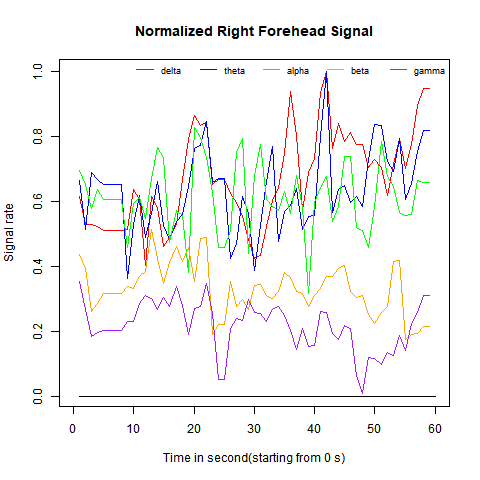 Normalized Right Forehead Signal
delta theta alpha beta gamma
1.0
0.8
0.6
0.4
0.2
0.0
Signal rate
0 10 20 30 40 50 60
Time in second(starting from 0 s)